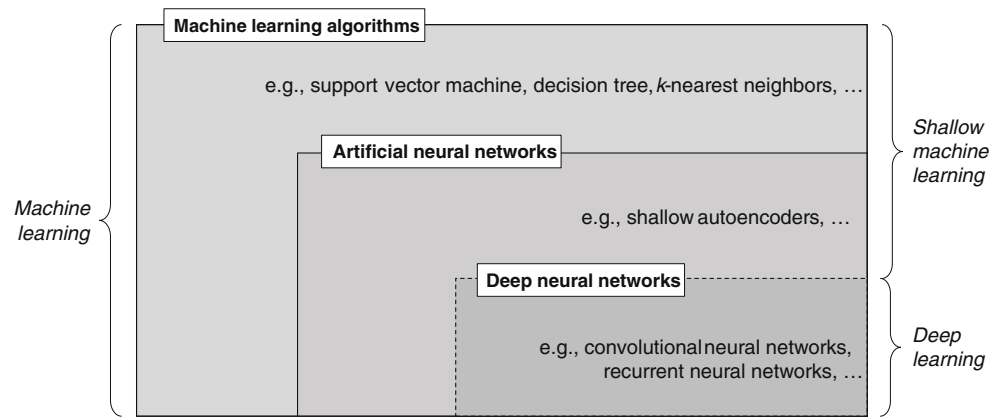 Machine learning algorithms
e.g., support vector machine, decision tree, k-nearest neighbors, …
Shallow
machine
learning
Artificial neural networks
Machine
learning
e.g., shallow autoencoders, …
Deep neural networks
e.g., convolutional neural networks,
recurrent neural networks, …
Deep
learning